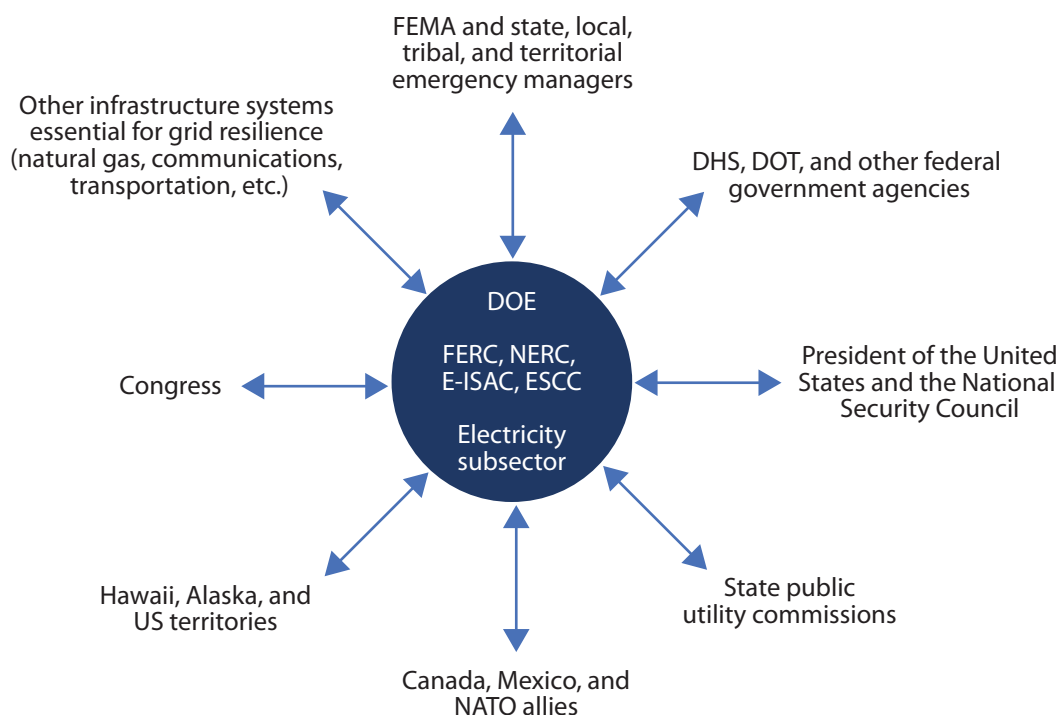 FEMA and state, local,
tribal, and territorial
emergency managers
Other infrastructure systems
essential for grid resilience
(natural gas, communications,
transportation, etc.)
DHS, DOT, and other federal
government agencies
DOE
FERC, NERC,
E-ISAC, ESCC
Electricity
subsector
Congress
President of the United
States and the National
Security Council
Hawaii, Alaska, and
US territories
State public
utility commissions
Canada, Mexico, and
NATO allies